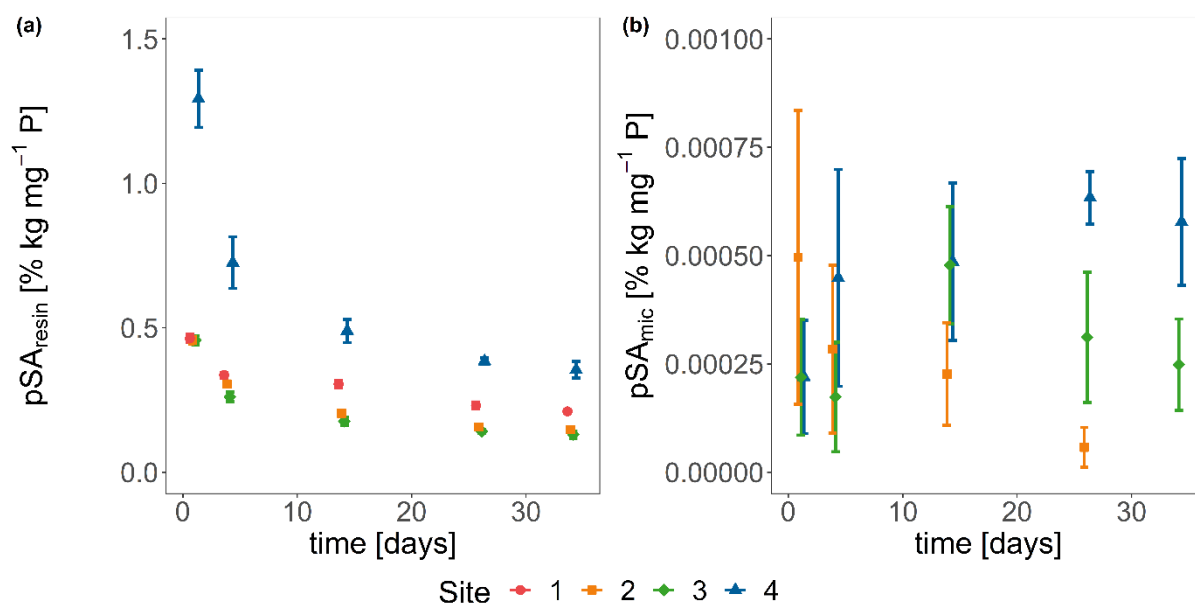 (a)
pSA_resin [% kg mg⁻¹ P]
1.5
1.0
0.5
0.0
0 10 20 30
time [days]
(b)
pSA_mic [% kg mg⁻¹ P]
0.00100
0.00075
0.00050
0.00025
0.00000
0 10 20 30
time [days]
Site 1 2 3 4